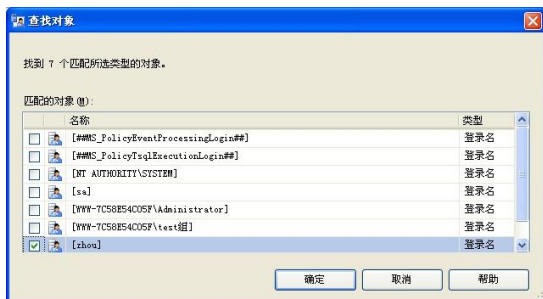 查找对象
找到 7 个匹配所选类型的对象。
匹配的对象(M):
名称 类型
[##MS_PolicyEventProcessingLogin##] 登录名
[##MS_PolicyTsqlExecutionLogin##] 登录名
[NT AUTHORITY\SYSTEM] 登录名
[sa] 登录名
[WWW-7C58E54C05F\Administrator] 登录名
[WWW-7C58E54C05F\test组] 登录名
[zhou] 登录名
确定 取消 帮助